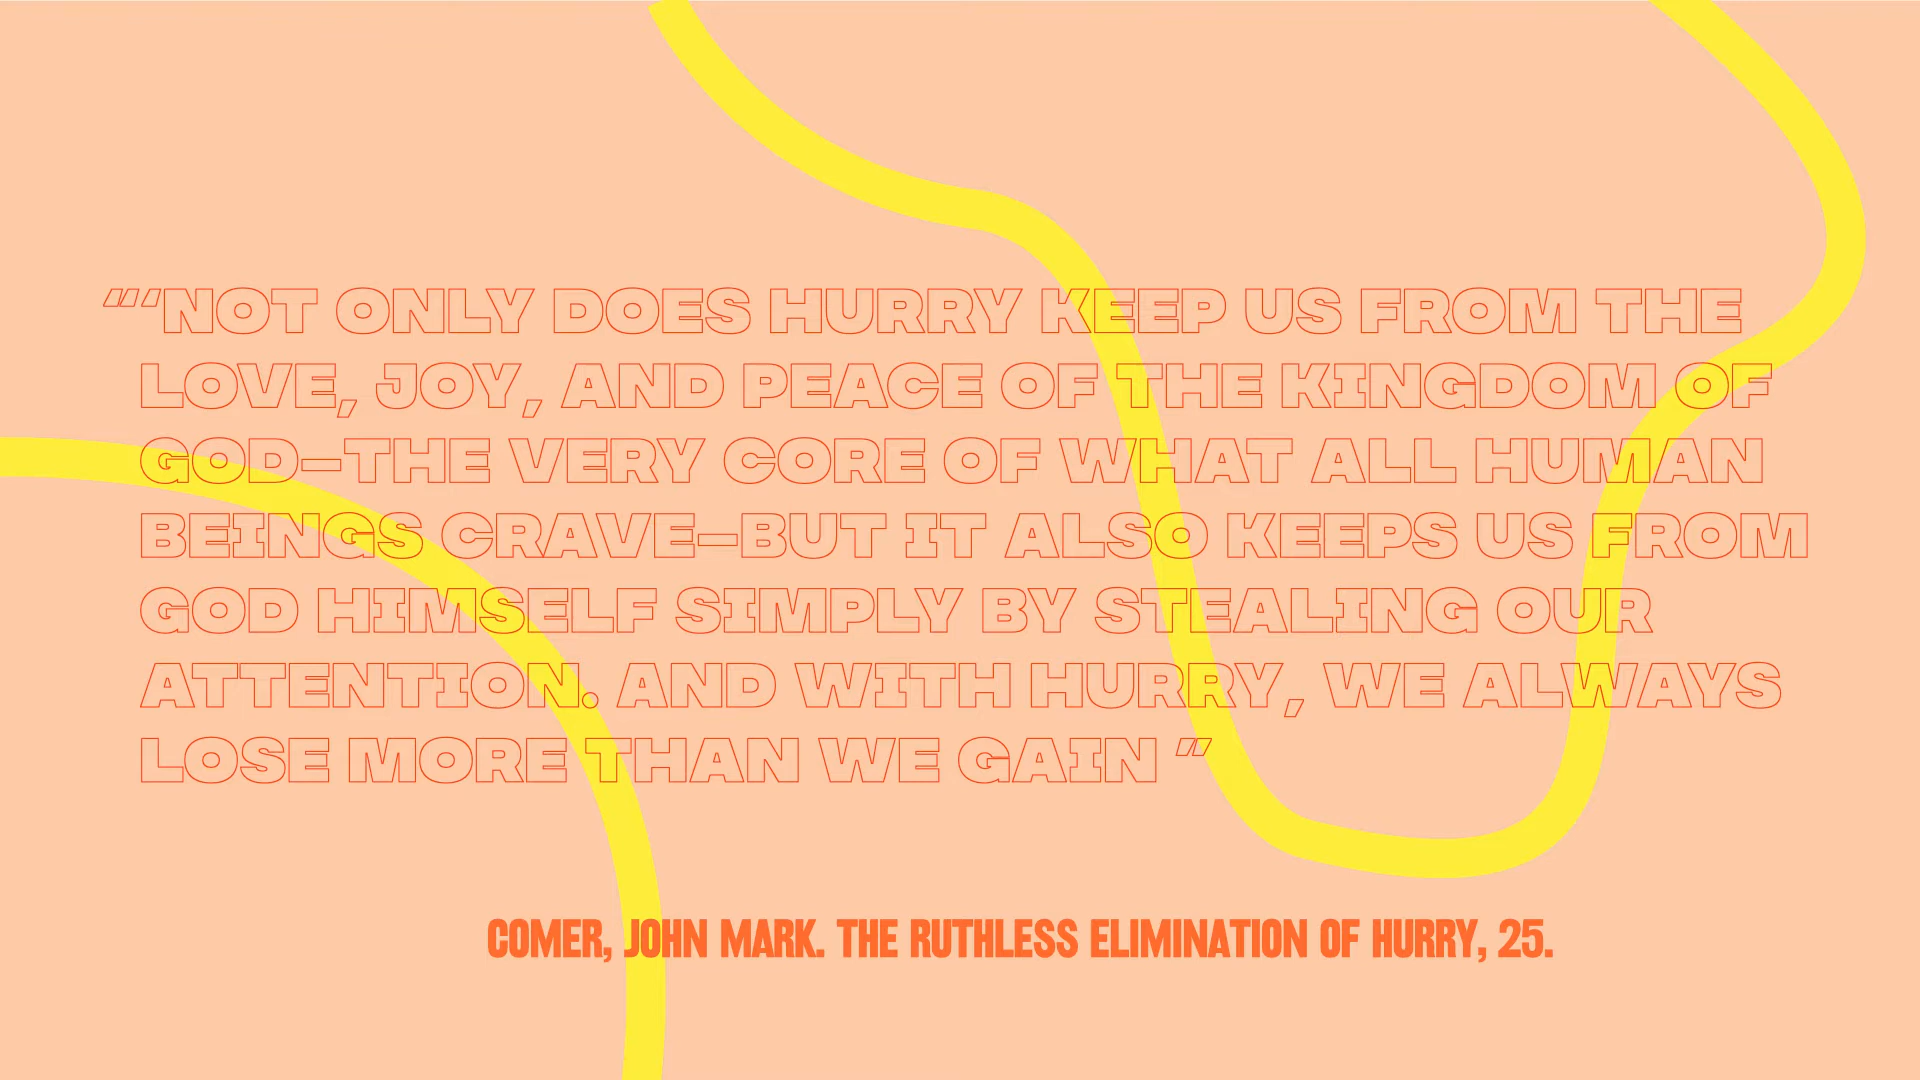 "“‘NOT ONLY DOES HURRY KEEP US FROM THE
LOVE, JOY, AND PEACE OF THE KINGDOM OF
GOD–THE VERY CORE OF WHAT ALL HUMAN
BEINGS CRAVE–BUT IT ALSO KEEPS US FROM
GOD HIMSELF SIMPLY BY STEALING OUR
ATTENTION. AND WITH HURRY, WE ALWAYS
LOSE MORE THAN WE GAIN ”
COMER, JOHN MARK. THE RUTHLESS ELIMINATION OF HURRY, 25.